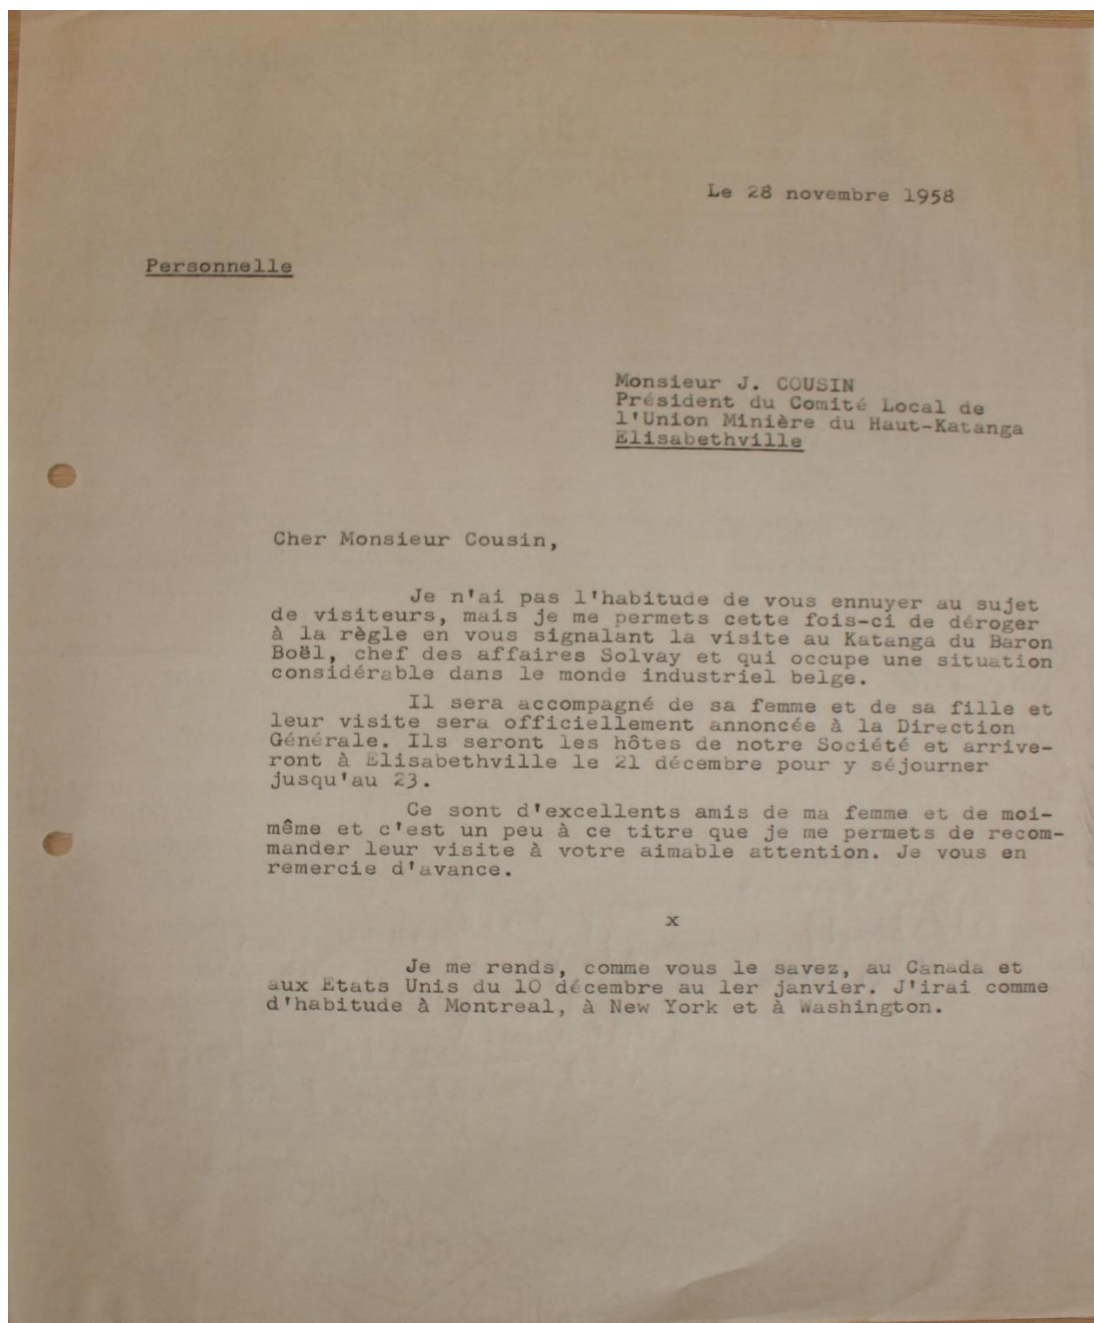 Le 28 novembre 1958
Personnelle
Monsieur J. COUSIN
Président du Comité Local de
l'Union Minière du Haut-Katanga
Elisabethville
Cher Monsieur Cousin,
Je n'ai pas l'habitude de vous ennuyer au sujet
de visiteurs, mais je me permets cette fois-ci de déroger
à la règle en vous signalant la visite au Katanga du Baron
Boël, chef des affaires Solvay et qui occupe une situation
considérable dans le monde industriel belge.
Il sera accompagné de sa femme et de sa fille et
leur visite sera officiellement annoncée à la Direction
Générale. Ils seront les hôtes de notre Société et arrive-
ront à Elisabethville le 21 décembre pour y séjourner
jusqu'au 23.
Ce sont d'excellents amis de ma femme et de moi-
même et c'est un peu à ce titre que je me permets de recom-
mander leur visite à votre aimable attention. Je vous en
remercie d'avance.
x
Je me rends, comme vous le savez, au Canada et
aux Etats Unis du 10 décembre au 1er janvier. J'irai comme
d'habitude à Montreal, à New York et à Washington.